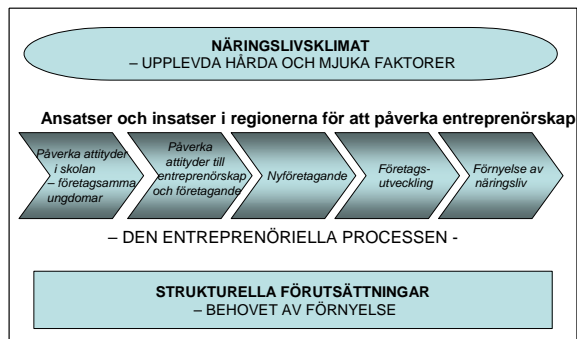 NÄRINGSLIVSKLIMAT
– UPPLEVDA HÅRDA OCH MJUKA FAKTORER
Ansatser och insatser i regionerna för att påverka entreprenörskap
Påverka attityder
i skolan
– företagsamma
ungdomar
Påverka
attityder till
entreprenörskap
och företagande
Nyföretagande
Företags-
utveckling
Förnyelse av
näringsliv
– DEN ENTREPRENÖRIELLA PROCESSEN -
STRUKTURELLA FÖRUTSÄTTNINGAR
– BEHOVET AV FÖRNYELSE